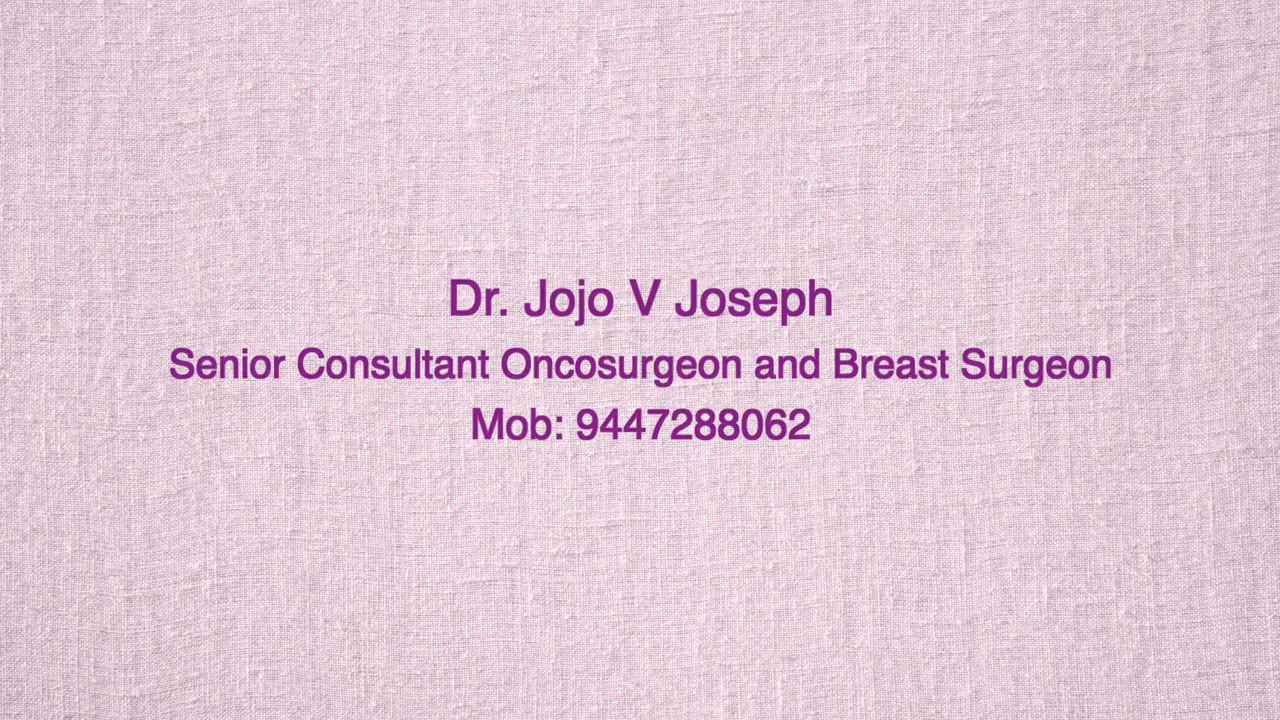 Dr. Jojo V Joseph
Senior Consultant Oncosurgeon and Breast Surgeon
Mob: 9447288062